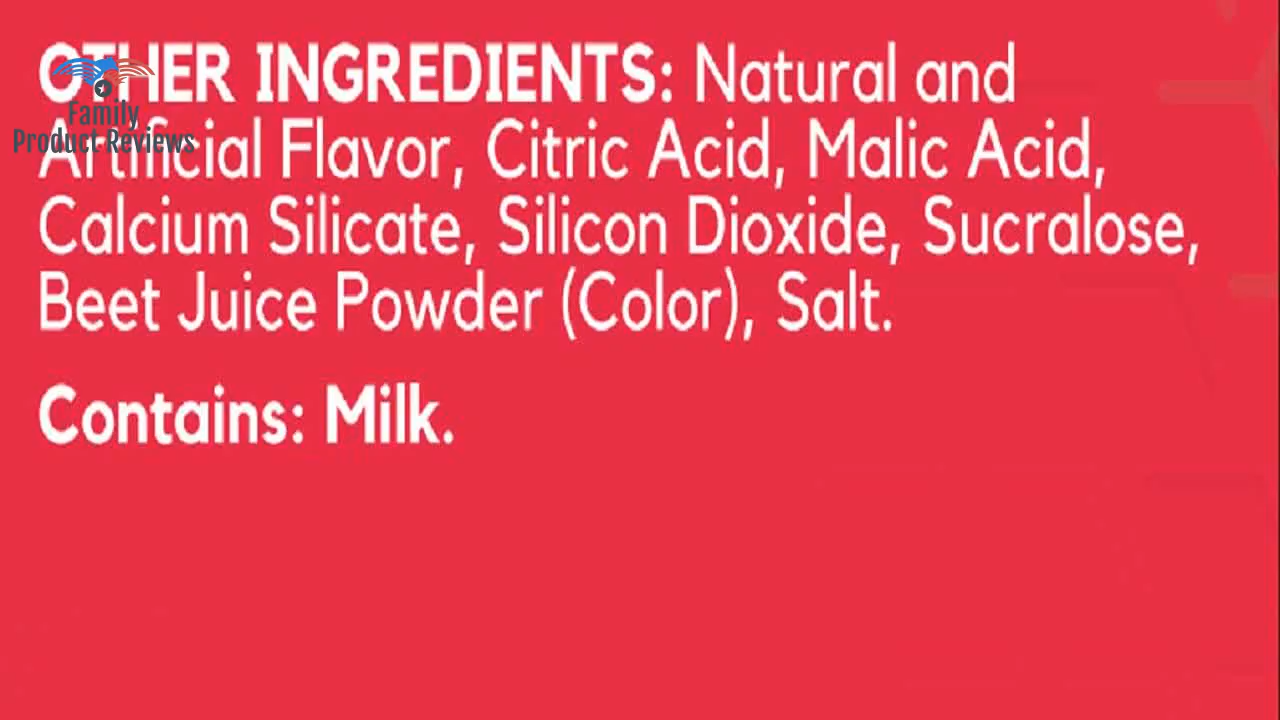 OTHER INGREDIENTS: Natural and
Family
Product Reviews
Artificial Flavor, Citric Acid, Malic Acid,
Calcium Silicate, Silicon Dioxide, Sucralose,
Beet Juice Powder (Color), Salt.
Contains: Milk.